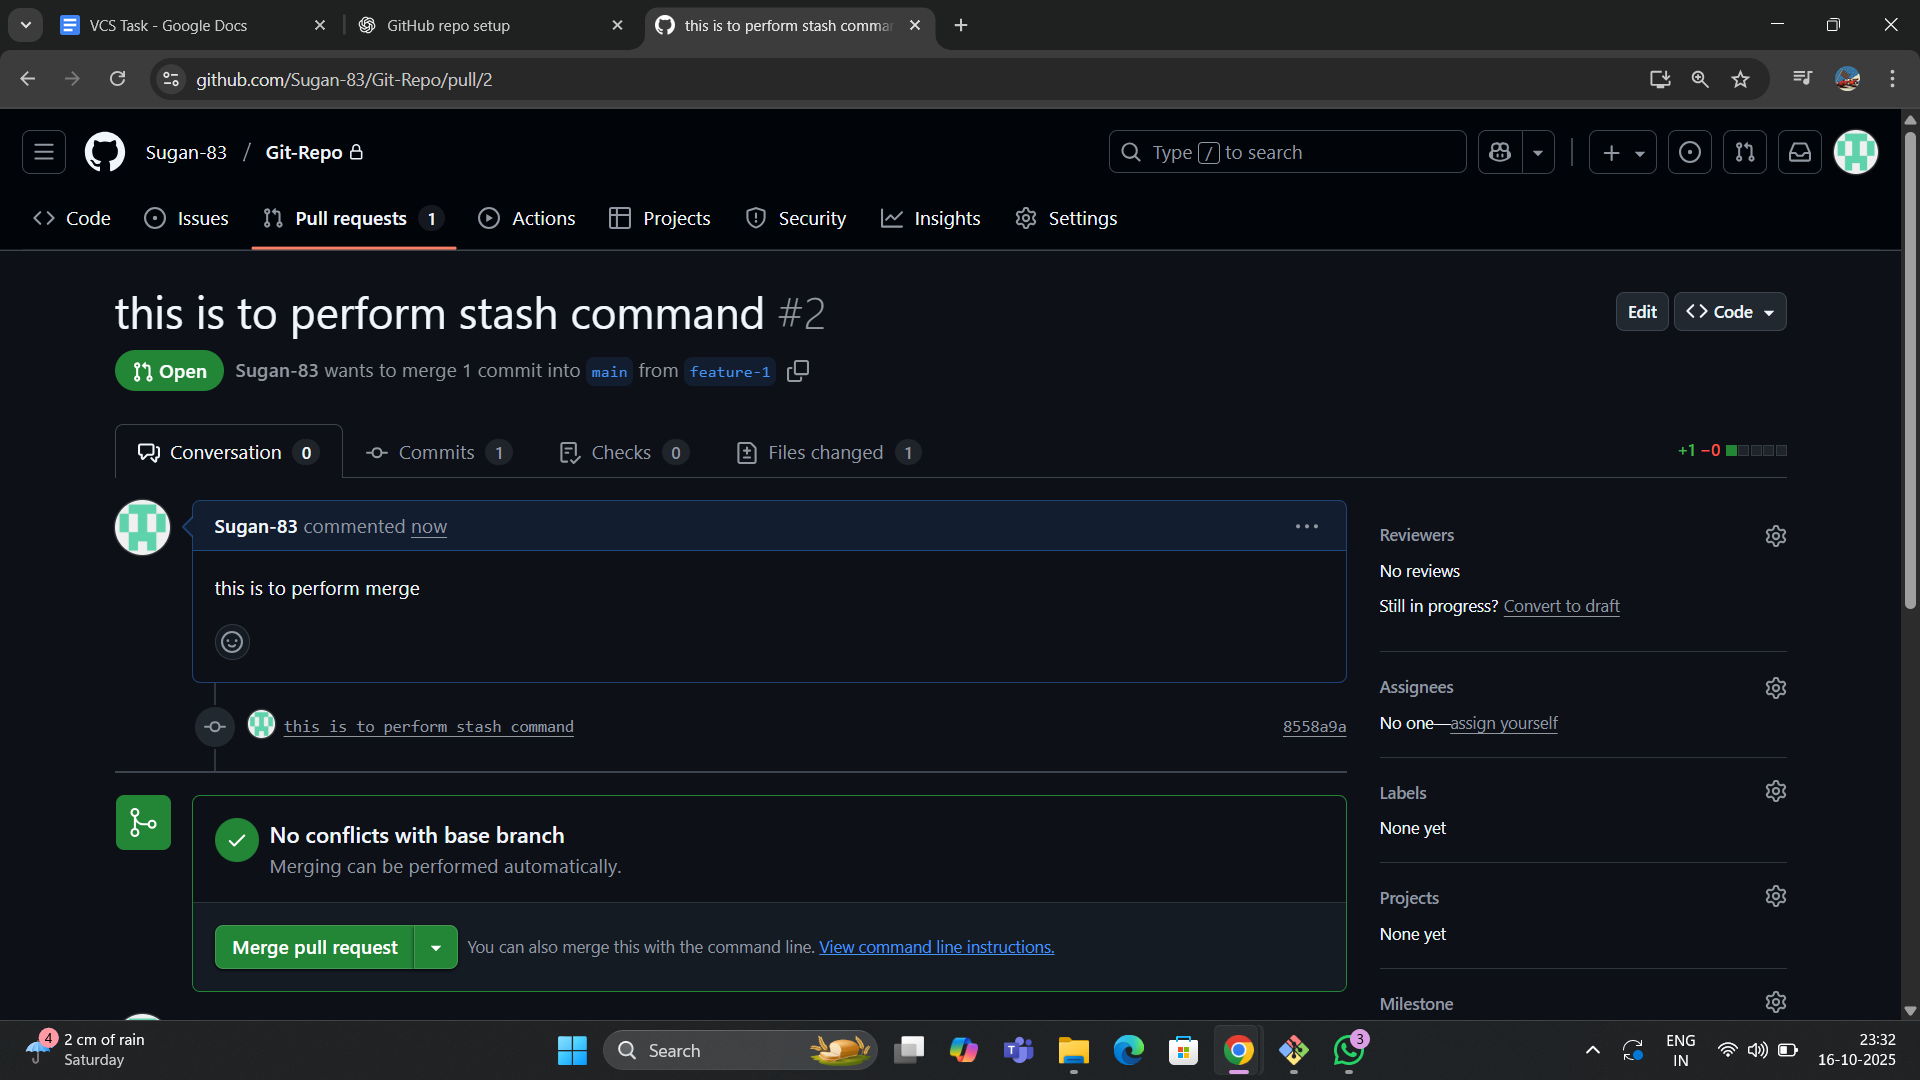 VCS Task - Google Docs
GitHub repo setup
this is to perform stash comma
github.com/Sugan-83/Git-Repo/pull/2
Sugan-83 / Git-Repo
Type / to search
Code
Issues
Pull requests 1
Actions
Projects
Security
Insights
Settings
this is to perform stash command #2
Edit
Code
Open
Sugan-83 wants to merge 1 commit into main from feature-1
Conversation 0
Commits 1
Checks 0
Files changed 1
+1 −0
Sugan-83 commented now
this is to perform merge
this is to perform stash command
8558a9a
No conflicts with base branch
Merging can be performed automatically.
Merge pull request
You can also merge this with the command line. View command line instructions.
Reviewers
No reviews
Still in progress? Convert to draft
Assignees
No one—assign yourself
Labels
None yet
Projects
None yet
Milestone
4
2 cm of rain
Saturday
Search
3
ENG
IN
23:32
16-10-2025